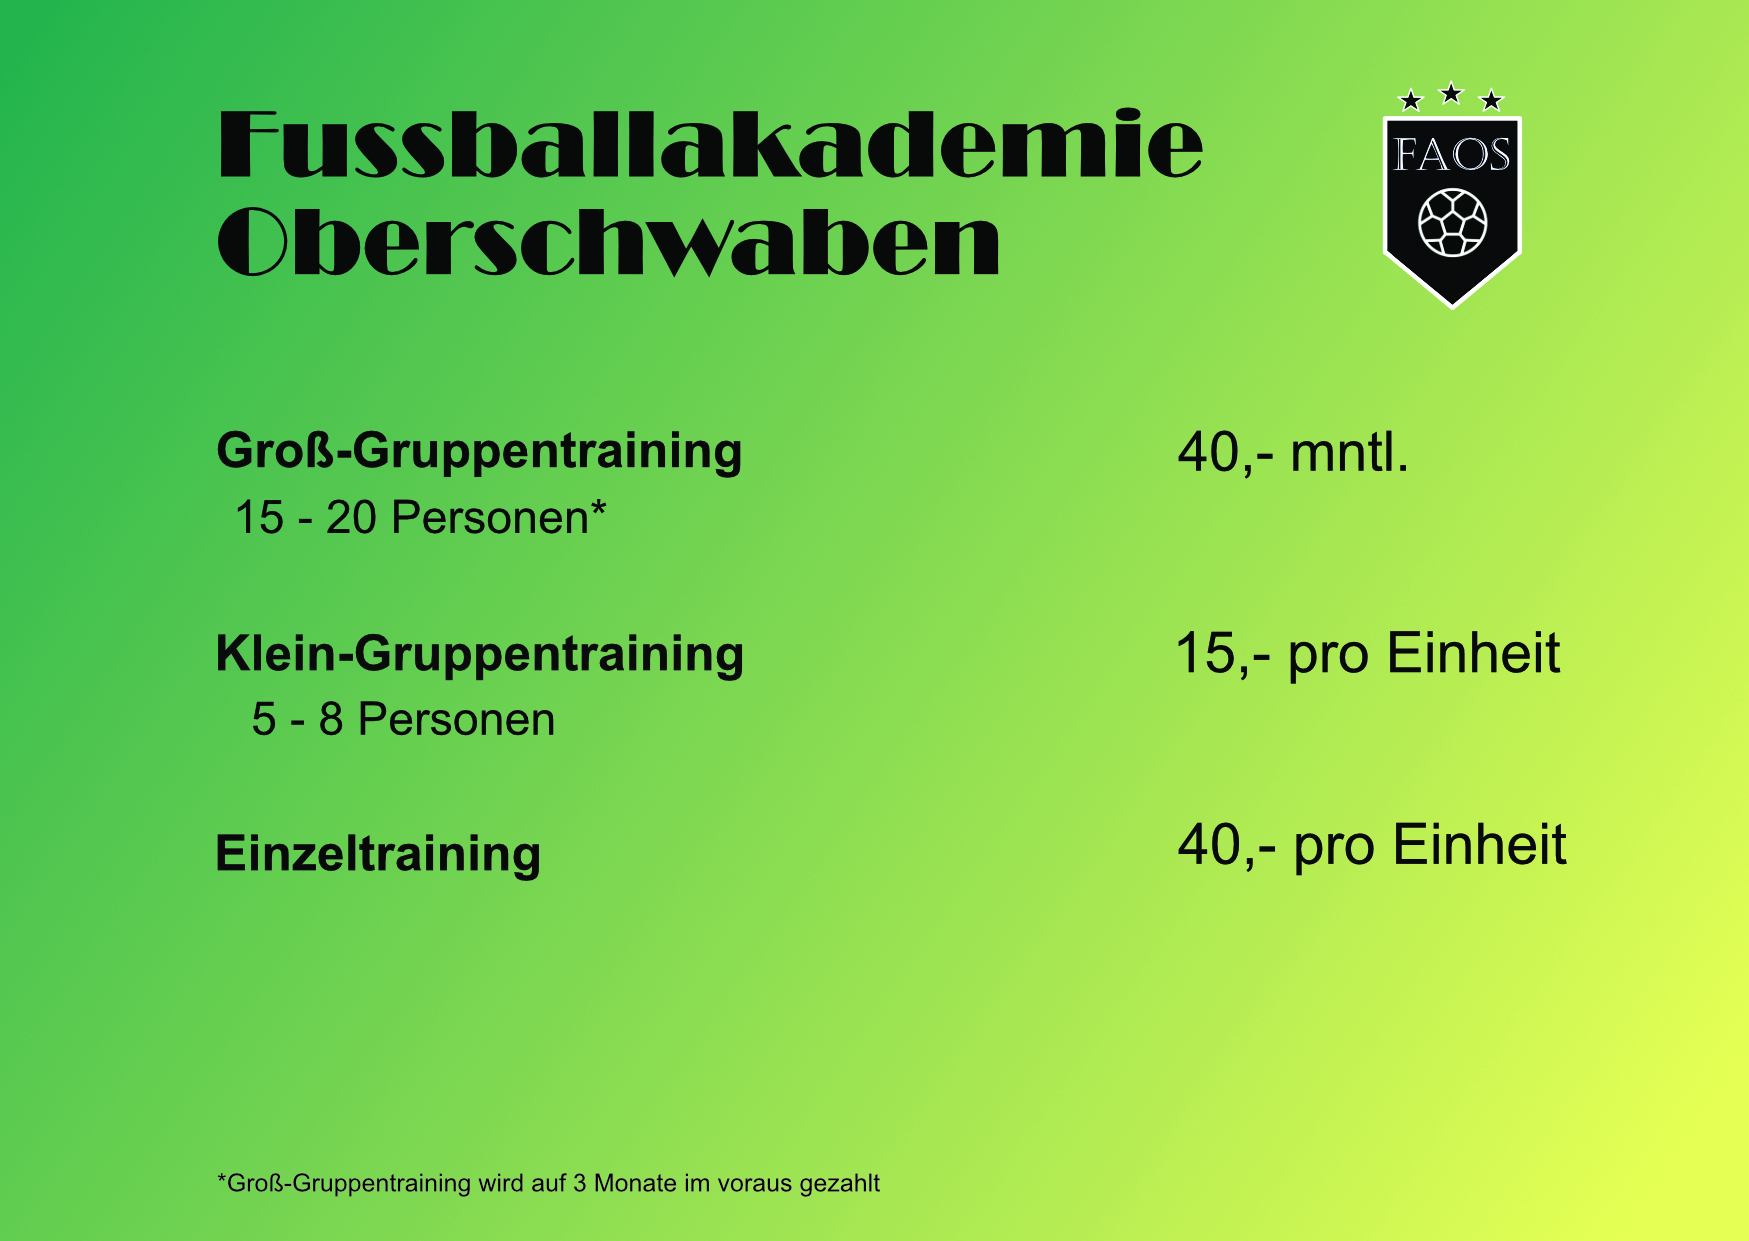 Fussballakademie
Oberschwaben
FAOS
Groß-Gruppentraining 40,- mntl.
15 - 20 Personen*
Klein-Gruppentraining 15,- pro Einheit
5 - 8 Personen
Einzeltraining 40,- pro Einheit
*Groß-Gruppentraining wird auf 3 Monate im voraus gezahlt